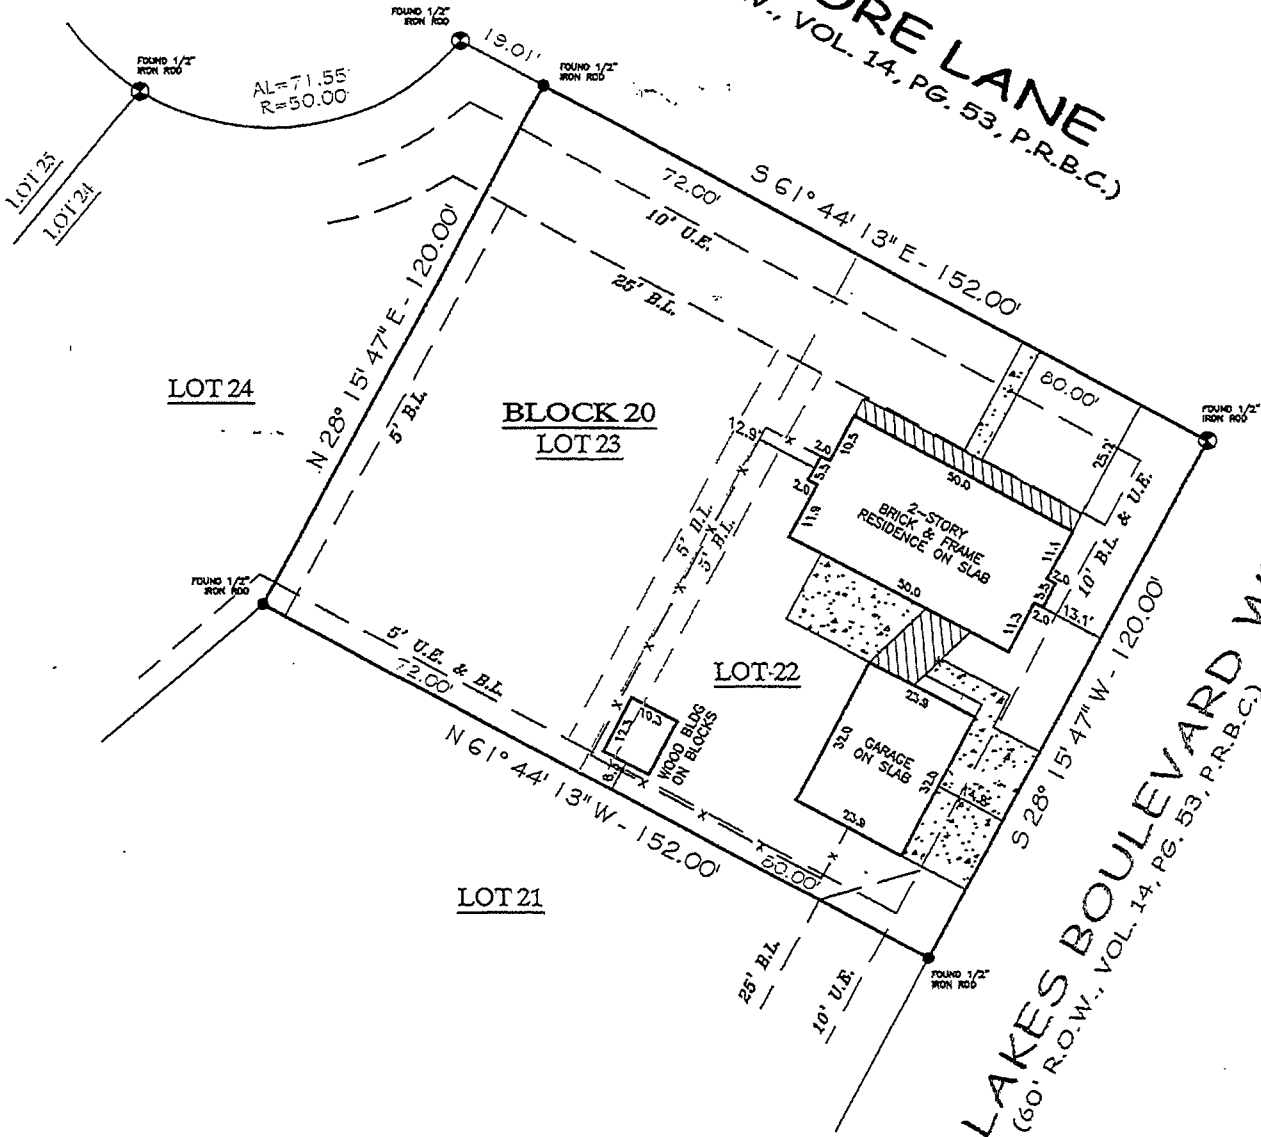 ORE LANE
W., VOL. 14, PG. 53, P.R.B.C.)
FOUND 1/2"
IRON ROD
FOUND 1/2"
IRON ROD
19.01'
FOUND 1/2"
IRON ROD
AL=71.55'
R=50.00'
LOT 25
LOT 24
72.00'
S 61° 44' 13" E - 152.00'
10' U.E.
25' B.L.
80.00'
FOUND 1/2"
IRON ROD
N 28° 15' 47" E - 120.00'
5' B.L.
LOT 24
BLOCK 20
LOT 23
12.9'
2.0
10.5
5.5
2.0
11.9
50.0
25.2'
2-STORY
BRICK & FRAME
RESIDENCE ON SLAB
10' B.L. & U.E.
11.1
2.0
5.5
2.0
11.3
13.1'
50.0
5' B.L.
5' B.L.
FOUND 1/2"
IRON ROD
5' U.E. & B.L.
72.00'
N 61° 44' 13" W - 152.00'
LOT 22
S 28° 15' 47" W - 120.00'
23.9
32.0
GARAGE
ON SLAB
32.0
14.8'
23.9
10.3
12.3
WOOD BLDG
ON BLOCKS
80.00'
LOT 21
25' B.L.
10' U.E.
FOUND 1/2"
IRON ROD
LAKES BOULEVARD
(60' R.O.W., VOL. 14, PG. 53, P.R.B.C.)